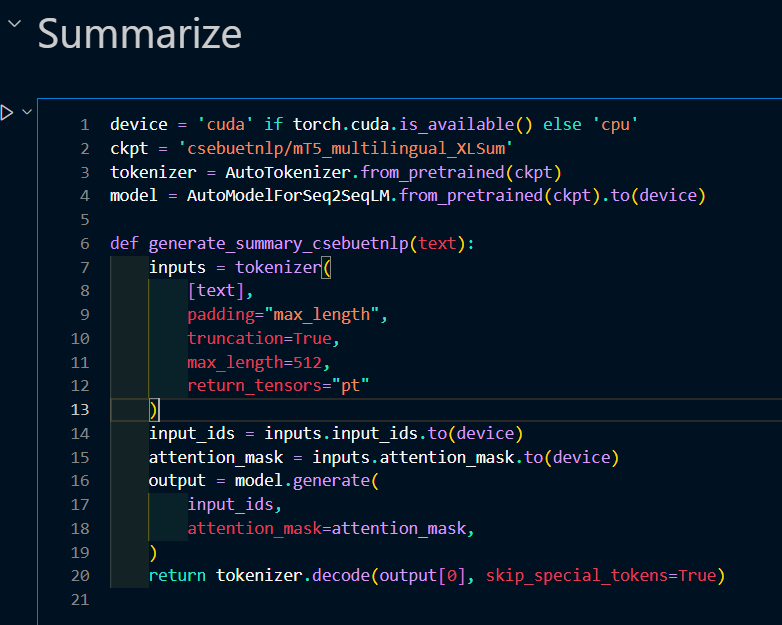 Summarize
1 device = 'cuda' if torch.cuda.is_available() else 'cpu'
2 ckpt = 'csebuetnlp/mT5_multilingual_XLSum'
3 tokenizer = AutoTokenizer.from_pretrained(ckpt)
4 model = AutoModelForSeq2SeqLM.from_pretrained(ckpt).to(device)
5
6 def generate_summary_csebuetnlp(text):
7     inputs = tokenizer(
8         [text],
9         padding="max_length",
10         truncation=True,
11         max_length=512,
12         return_tensors="pt"
13     )
14     input_ids = inputs.input_ids.to(device)
15     attention_mask = inputs.attention_mask.to(device)
16     output = model.generate(
17         input_ids,
18         attention_mask=attention_mask,
19     )
20     return tokenizer.decode(output[0], skip_special_tokens=True)
21